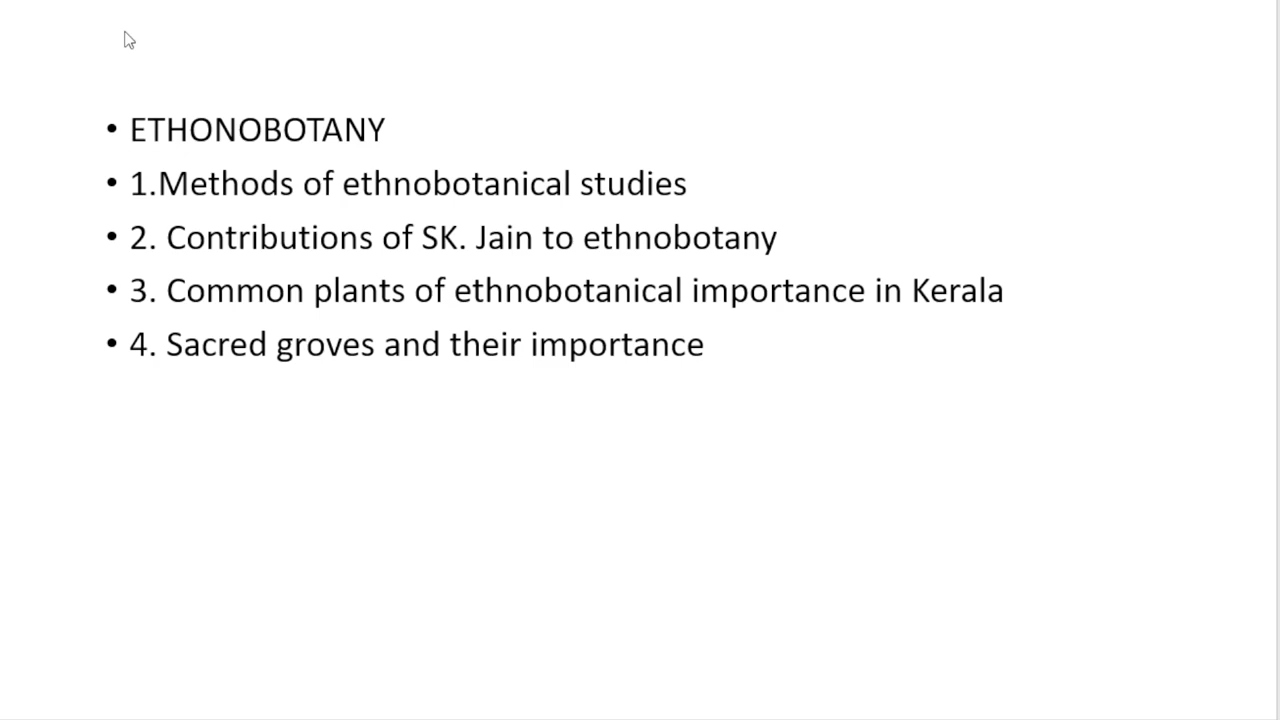 • ETHONOBOTANY
• 1.Methods of ethnobotanical studies
• 2. Contributions of SK. Jain to ethnobotany
• 3. Common plants of ethnobotanical importance in Kerala
• 4. Sacred groves and their importance